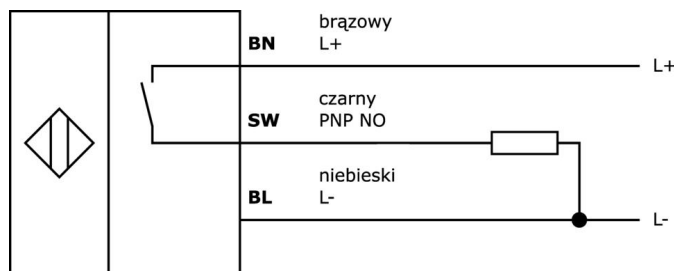 brązowy
BN L+
L+
czarny
SW PNP NO
niebieski
BL L-
L-